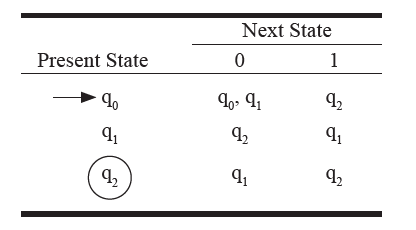 Next State
Present State 0 1
q₀ q₀, q₁ q₂
q₁ q₂ q₁
q₂ q₁ q₂